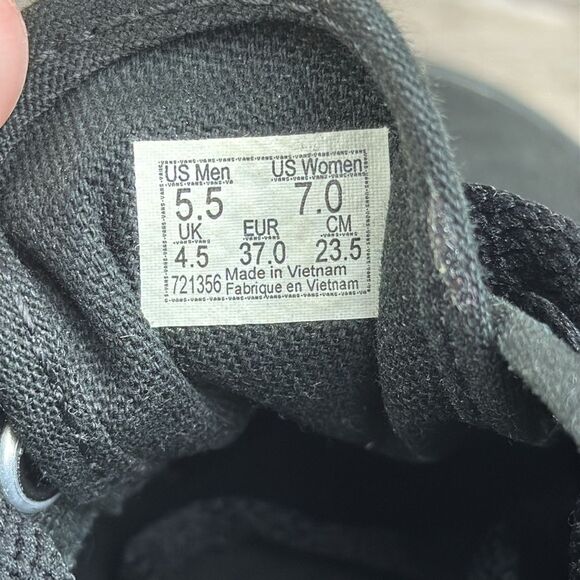 US Men US Women
5.5 7.0
UK EUR CM
4.5 37.0 23.5
721356 Made in Vietnam
Fabrique en Vietnam